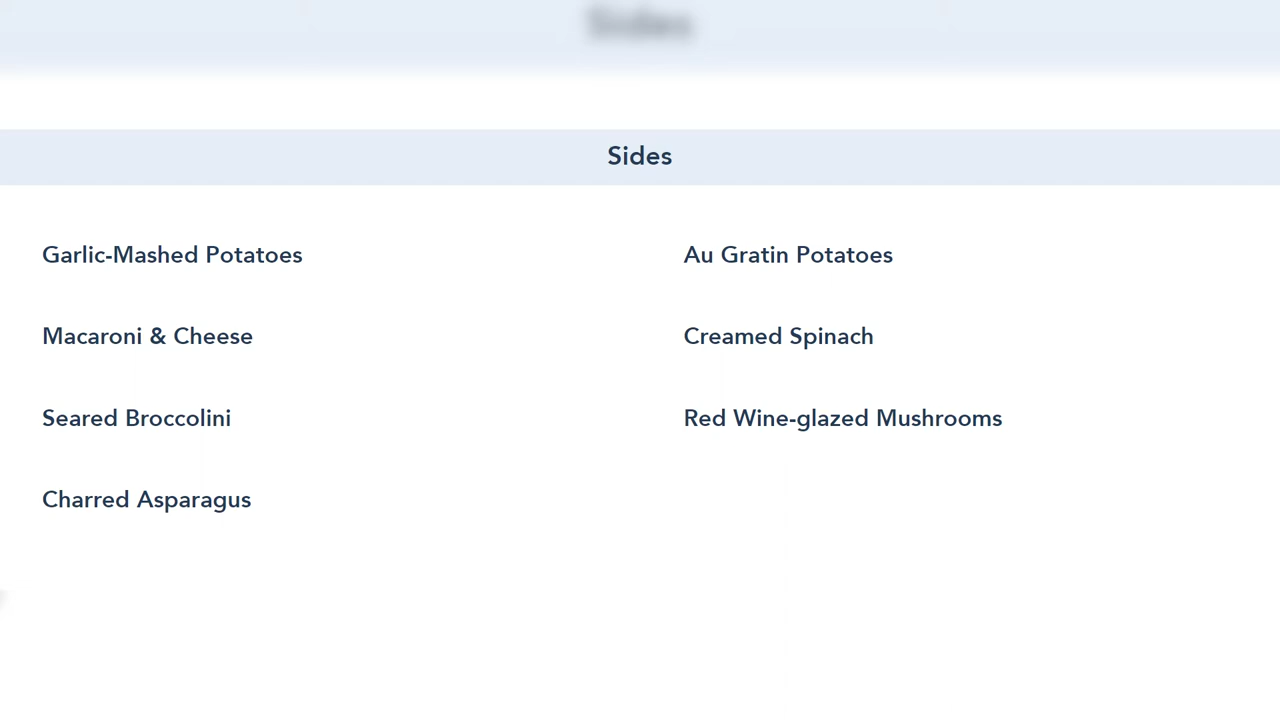 Sides
Sides
Garlic-Mashed Potatoes
Au Gratin Potatoes
Macaroni & Cheese
Creamed Spinach
Seared Broccolini
Red Wine-glazed Mushrooms
Charred Asparagus